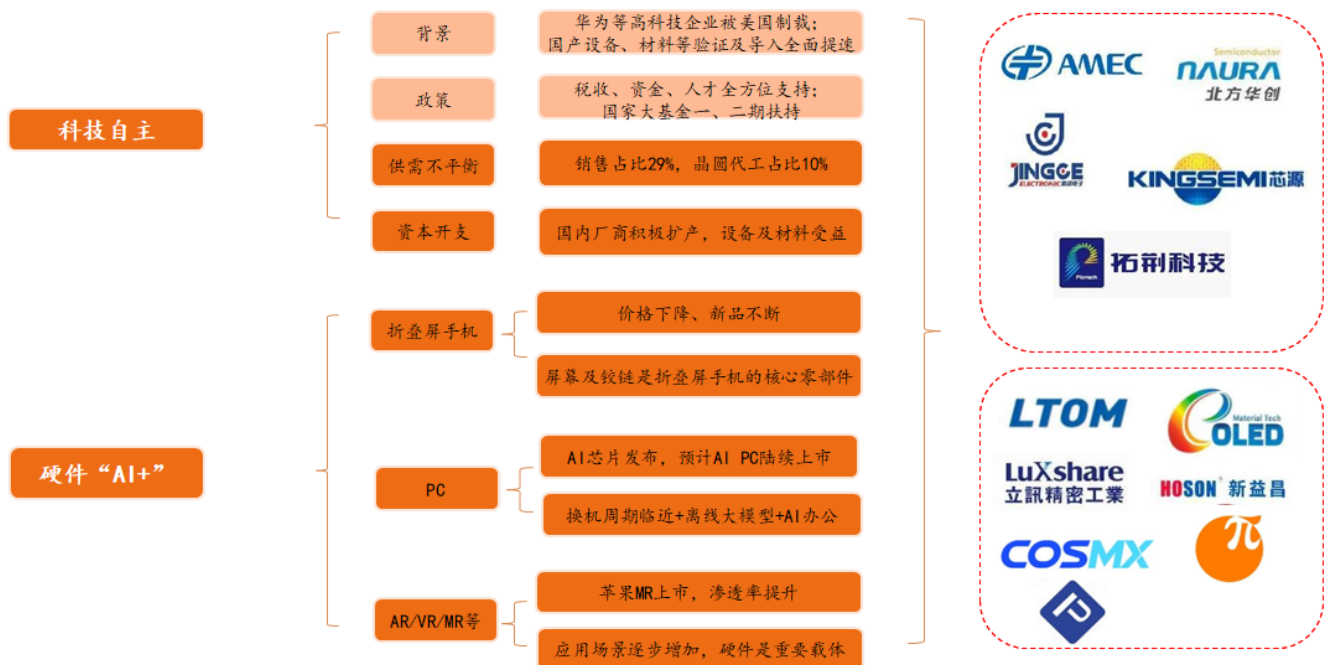 科技自主
背景
华为等高科技企业被美国制裁;
国产设备、材料等验证及导入全面提速
政策
税收、资金、人才全方位支持;
国家大基金一、二期扶持
供需不平衡
销售占比29%,晶圆代工占比10%
资本开支
国内厂商积极扩产,设备及材料受益
硬件“AI+”
折叠屏手机
价格下降、新品不断
屏幕及铰链是折叠屏手机的核心零部件
PC
AI芯片发布,预计AI PC陆续上市
换机周期临近+离线大模型+AI办公
AR/VR/MR等
苹果MR上市,渗透率提升
应用场景逐步增加,硬件是重要载体
AMEC
Semiconductor
NAURA
北方华创
JINGCE
ELECTRONIC
KINGSEMI芯源
Piotech
拓荆科技
LTOM
Material Tech
OLED
LUXshare
立訊精密工業
HOSON 新益昌
COSMX
π